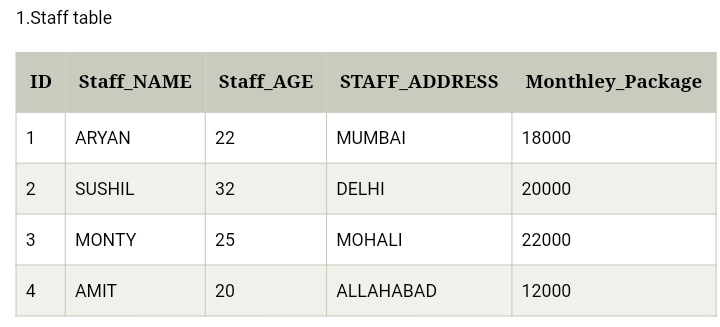 1.Staff table
ID Staff_NAME Staff_AGE STAFF_ADDRESS Monthley_Package
1 ARYAN 22 MUMBAI 18000
2 SUSHIL 32 DELHI 20000
3 MONTY 25 MOHALI 22000
4 AMIT 20 ALLAHABAD 12000